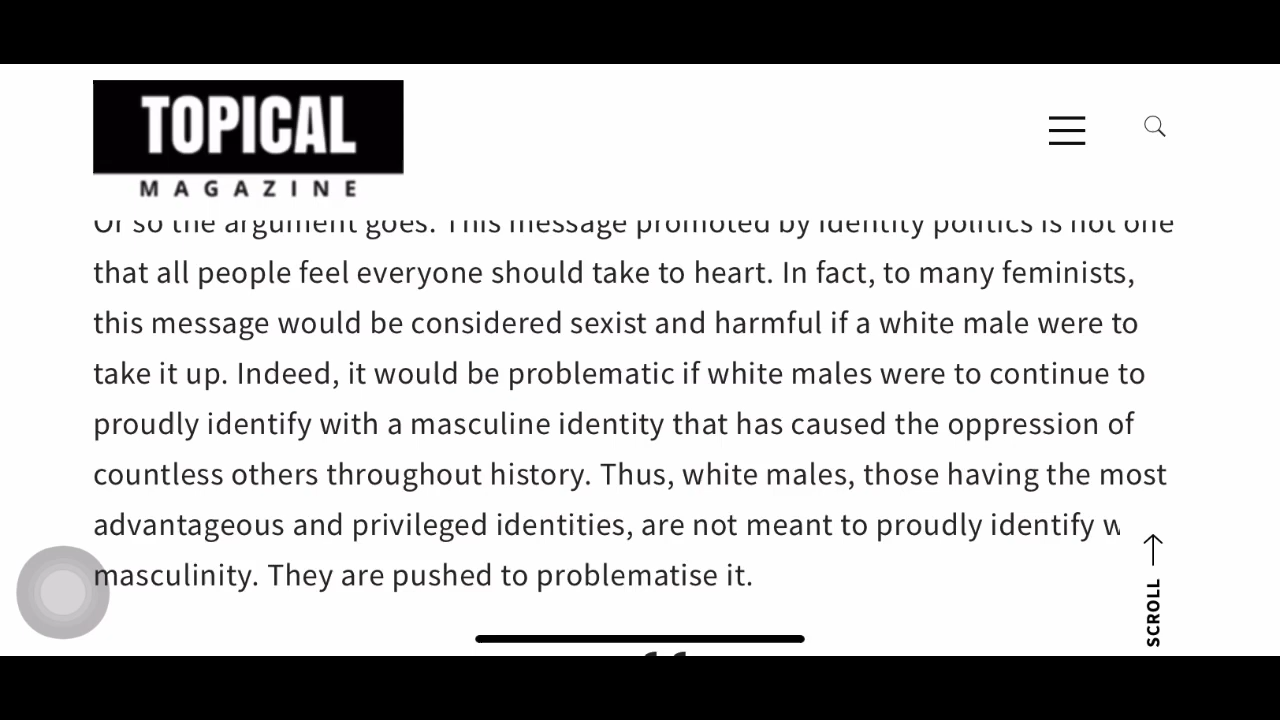 TOPICAL
MAGAZINE
Or so the argument goes. This message promoted by identity politics is not one
that all people feel everyone should take to heart. In fact, to many feminists,
this message would be considered sexist and harmful if a white male were to
take it up. Indeed, it would be problematic if white males were to continue to
proudly identify with a masculine identity that has caused the oppression of
countless others throughout history. Thus, white males, those having the most
advantageous and privileged identities, are not meant to proudly identify
masculinity. They are pushed to problematise it.
SCROLL